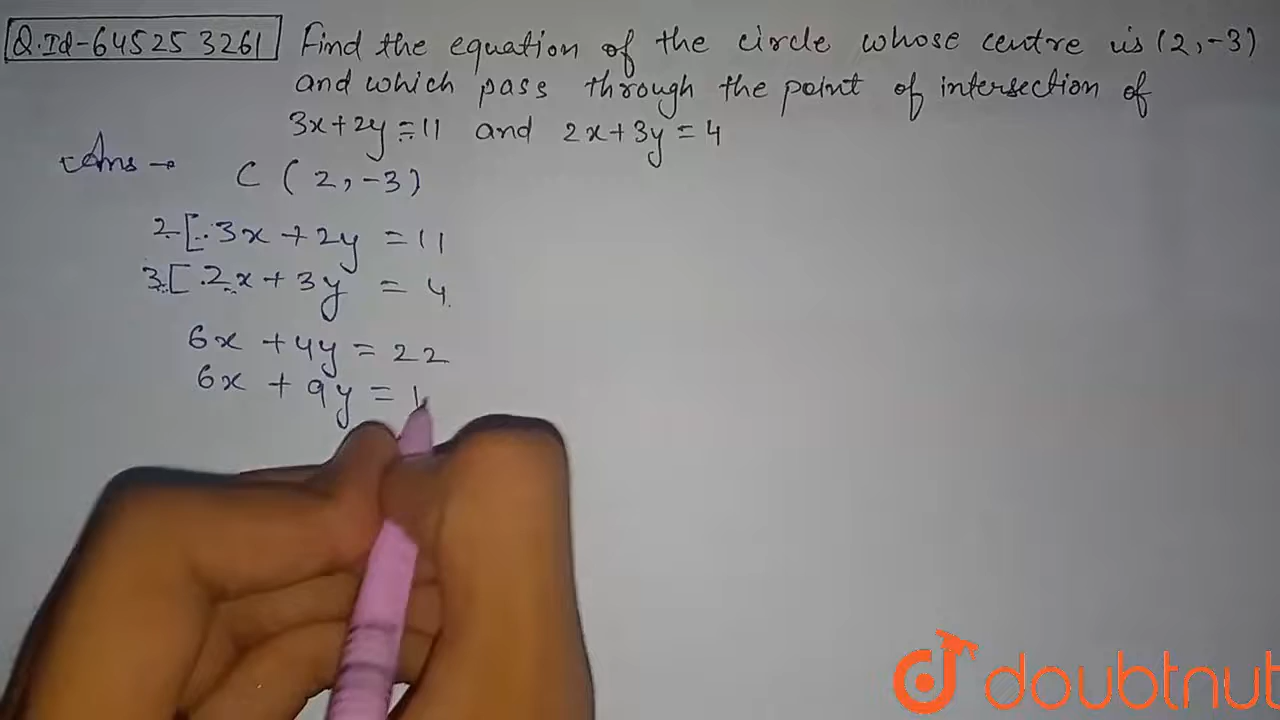 Q.Id-645253261 Find the equation of the circle whose centre is (2,-3)
and which pass through the point of intersection of
3x+2y=11 and 2x+3y=4
Ans → C (2,-3)
2[3x+2y=11
3[2x+3y=4
6x+4y=22
6x+9y=1
doubtnut